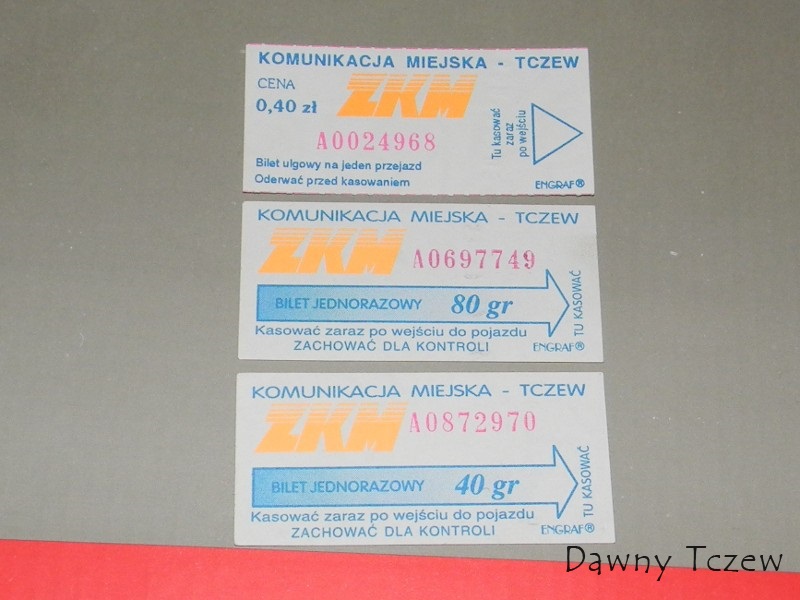 KOMUNIKACJA MIEJSKA - TCZEW
CENA
0,40 zł
ZKM
A0024968
Bilet ulgowy na jeden przejazd
Oderwać przed kasowaniem
Tu kasować
zaraz
po wejściu
ENGRAF®
KOMUNIKACJA MIEJSKA - TCZEW
ZKM A0697749
BILET JEDNORAZOWY 80 gr
TU KASOWAĆ
Kasować zaraz po wejściu do pojazdu
ZACHOWAĆ DLA KONTROLI
ENGRAF®
KOMUNIKACJA MIEJSKA - TCZEW
ZKM A0872970
BILET JEDNORAZOWY 40 gr
TU KASOWAĆ
Kasować zaraz po wejściu do pojazdu
ZACHOWAĆ DLA KONTROLI
ENGRAF®
Dawny Tczew